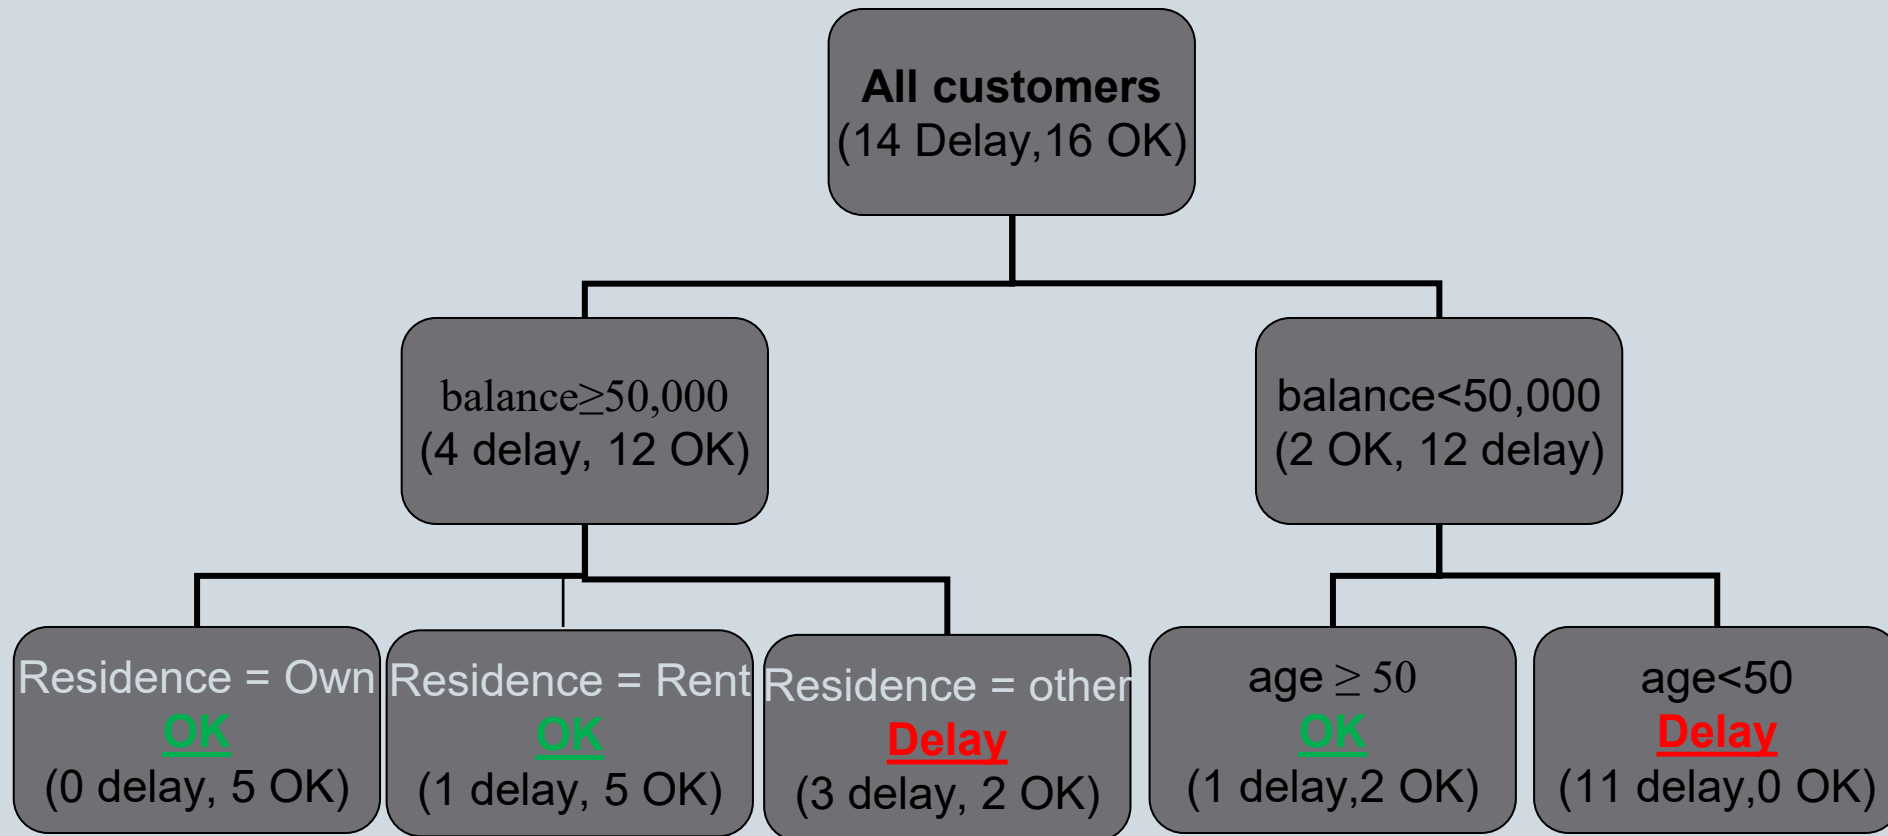 All customers
(14 Delay,16 OK)
balance≥50,000
(4 delay, 12 OK)
balance<50,000
(2 OK, 12 delay)
Residence = Own
OK
(0 delay, 5 OK)
Residence = Rent
OK
(1 delay, 5 OK)
Residence = other
Delay
(3 delay, 2 OK)
age ≥ 50
OK
(1 delay,2 OK)
age<50
Delay
(11 delay,0 OK)